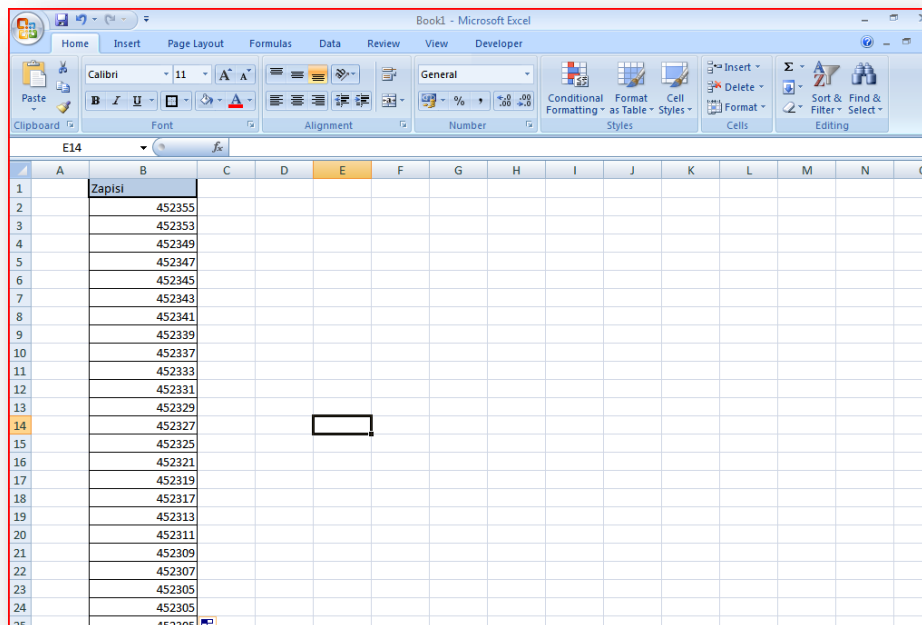 Book1 - Microsoft Excel
Home Insert Page Layout Formulas Data Review View Developer
Paste
Calibri 11 A A
B I U A
General
% , .00 .00
Conditional Formatting
Format as Table
Cell Styles
Insert
Delete
Format
Σ
Sort & Filter
Find & Select
Clipboard Font Alignment Number Styles Cells Editing
E14 fx
A B C D E F G H I J K L M N
1 Zapisi
2 452355
3 452353
4 452349
5 452347
6 452345
7 452343
8 452341
9 452339
10 452337
11 452333
12 452331
13 452329
14 452327
15 452325
16 452321
17 452319
18 452317
19 452313
20 452311
21 452309
22 452307
23 452305
24 452305